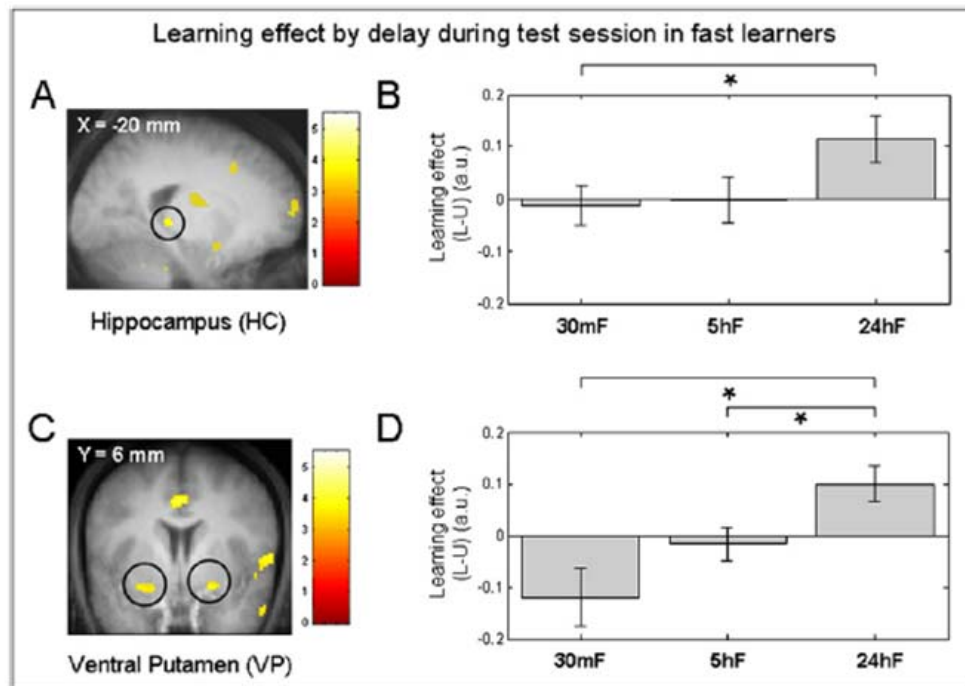 Learning effect by delay during test session in fast learners
A
X = -20 mm
5
4
3
2
1
0
Hippocampus (HC)
B
*
Learning effect
(L-U) (a.u.)
0.2
0.1
0
-0.1
-0.2
30mF 5hF 24hF
C
Y = 6 mm
5
4
3
2
1
0
Ventral Putamen (VP)
D
*
*
Learning effect
(L-U) (a.u.)
0.2
0.1
0
-0.1
-0.2
30mF 5hF 24hF